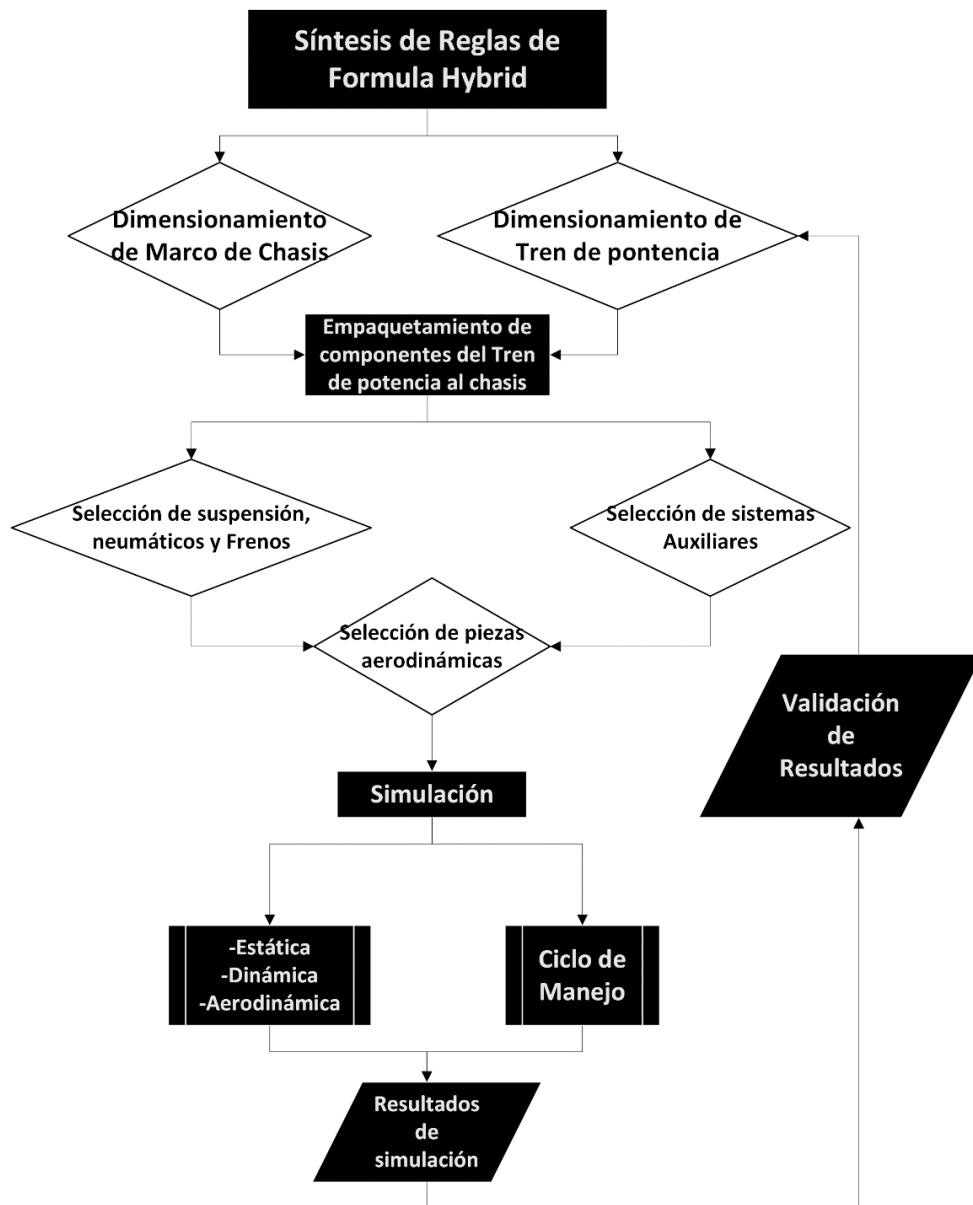 Síntesis de Reglas de
Formula Hybrid
Dimensionamiento
de Marco de Chasis
Dimensionamiento de
Tren de pontencia
Empaquetamiento de
componentes del Tren
de potencia al chasis
Selección de suspensión,
neumáticos y Frenos
Selección de sistemas
Auxiliares
Selección de piezas
aerodinámicas
Validación
de
Resultados
Simulación
-Estática
-Dinámica
-Aerodinámica
Ciclo de
Manejo
Resultados
de
simulación